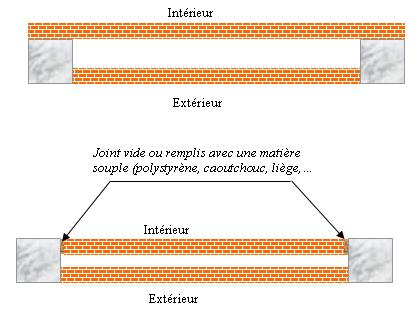 Intérieur
Extérieur
Joint vide ou remplis avec une matière
souple (polystyrène, caoutchouc, liège,...
Intérieur
Extérieur